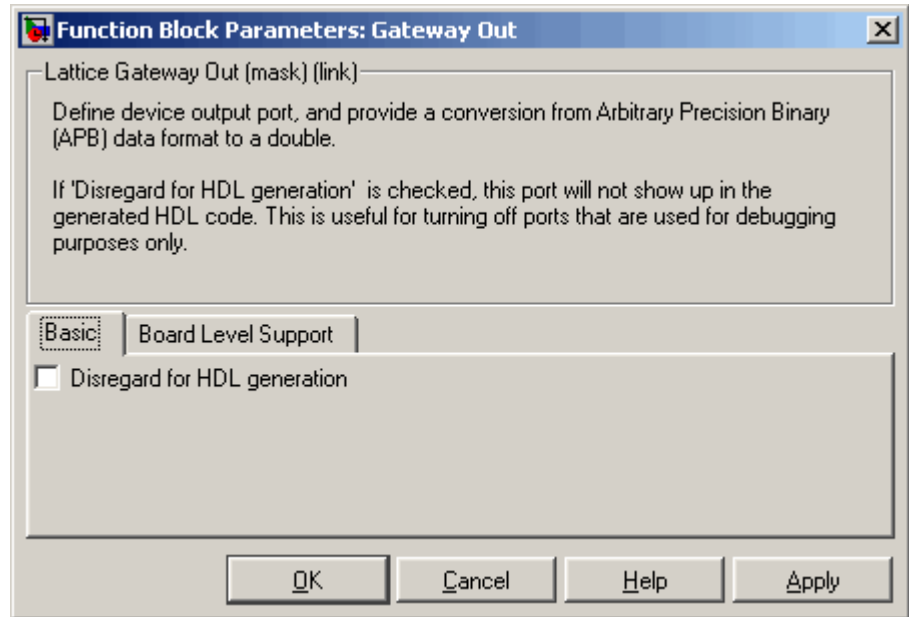 Function Block Parameters: Gateway Out
Lattice Gateway Out (mask) (link)
Define device output port, and provide a conversion from Arbitrary Precision Binary
(APB) data format to a double.
If 'Disregard for HDL generation' is checked, this port will not show up in the
generated HDL code. This is useful for turning off ports that are used for debugging
purposes only.
Basic Board Level Support
Disregard for HDL generation
OK Cancel Help Apply